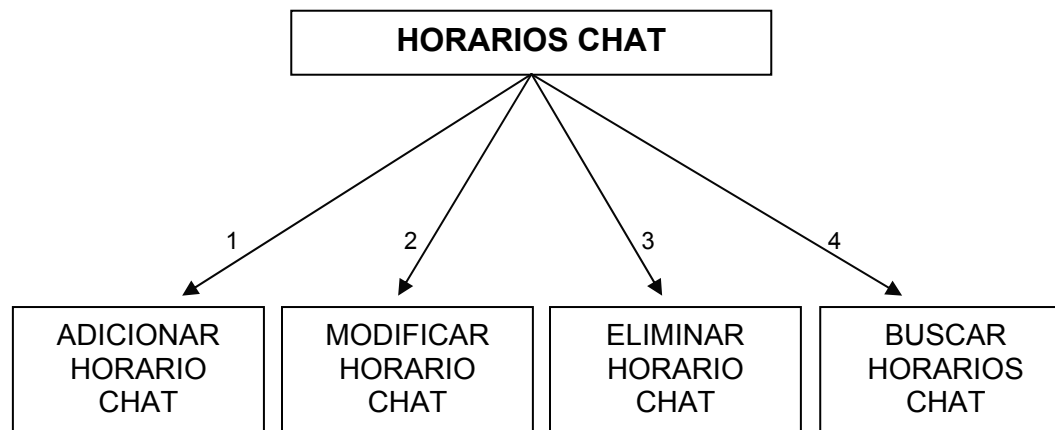 HORARIOS CHAT
1
2
3
4
ADICIONAR
HORARIO
CHAT
MODIFICAR
HORARIO
CHAT
ELIMINAR
HORARIO
CHAT
BUSCAR
HORARIOS
CHAT